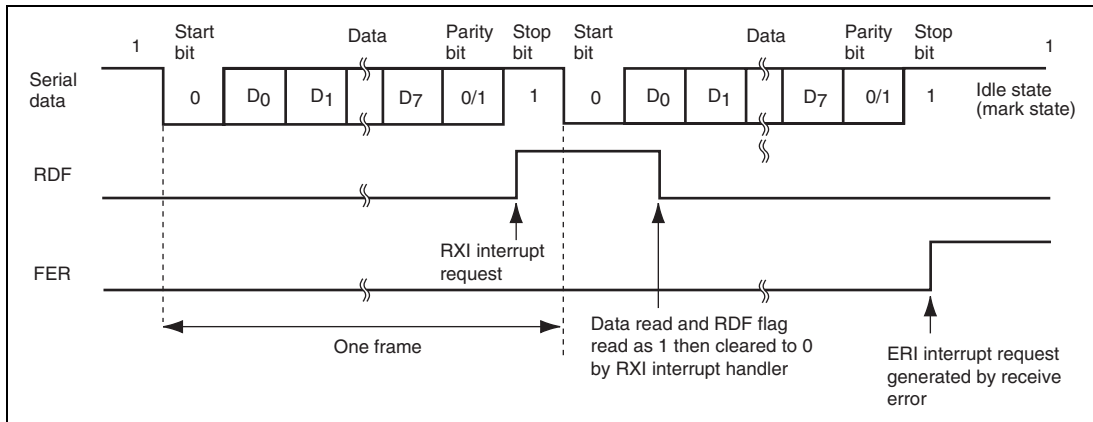 1
Start
bit
Data
Parity
bit
Stop
bit
Start
bit
Data
Parity
bit
Stop
bit
1
Serial
data
0
D0
D1
D7
0/1
1
0
D0
D1
D7
0/1
1
Idle state
(mark state)
RDF
RXI interrupt
request
FER
One frame
Data read and RDF flag
read as 1 then cleared to 0
by RXI interrupt handler
ERI interrupt request
generated by receive
error